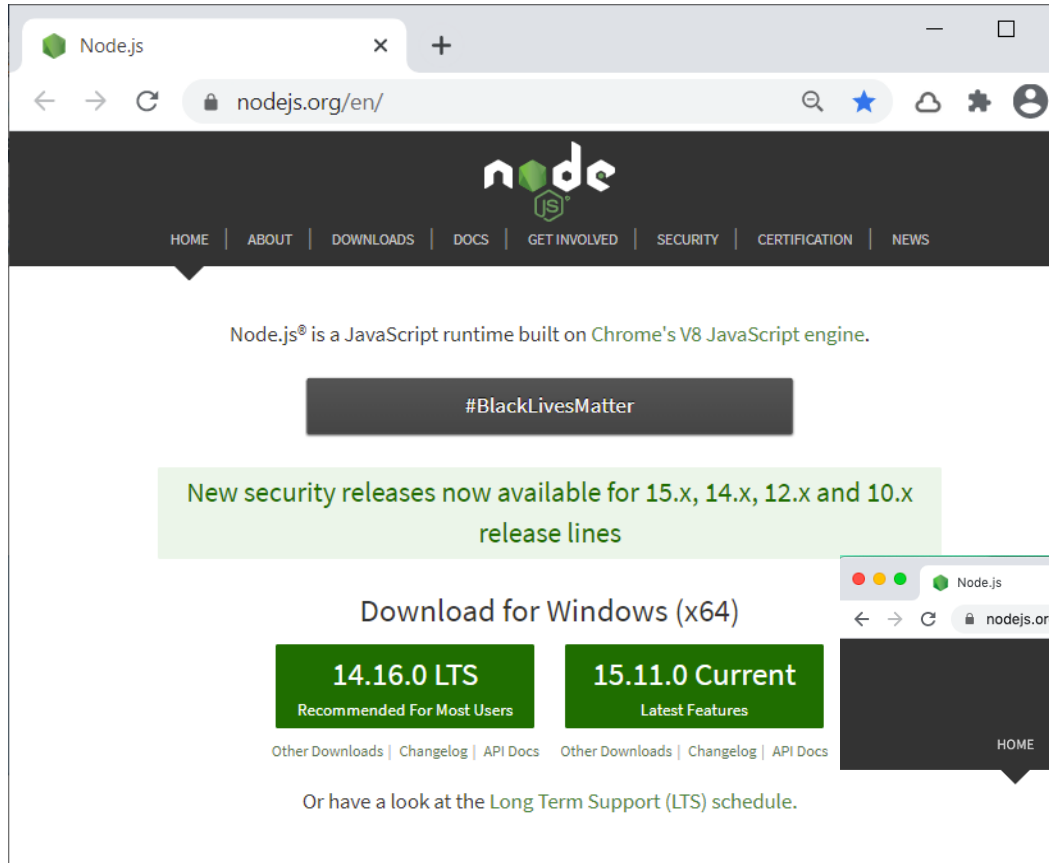 Node.js
nodejs.org/en/
node
JS
HOME | ABOUT | DOWNLOADS | DOCS | GET INVOLVED | SECURITY | CERTIFICATION | NEWS
Node.js® is a JavaScript runtime built on Chrome's V8 JavaScript engine.
#BlackLivesMatter
New security releases now available for 15.x, 14.x, 12.x and 10.x
release lines
Download for Windows (x64)
14.16.0 LTS
Recommended For Most Users
15.11.0 Current
Latest Features
Other Downloads | Changelog | API Docs
Other Downloads | Changelog | API Docs
Or have a look at the Long Term Support (LTS) schedule.
Node.js
nodejs.or
HOME